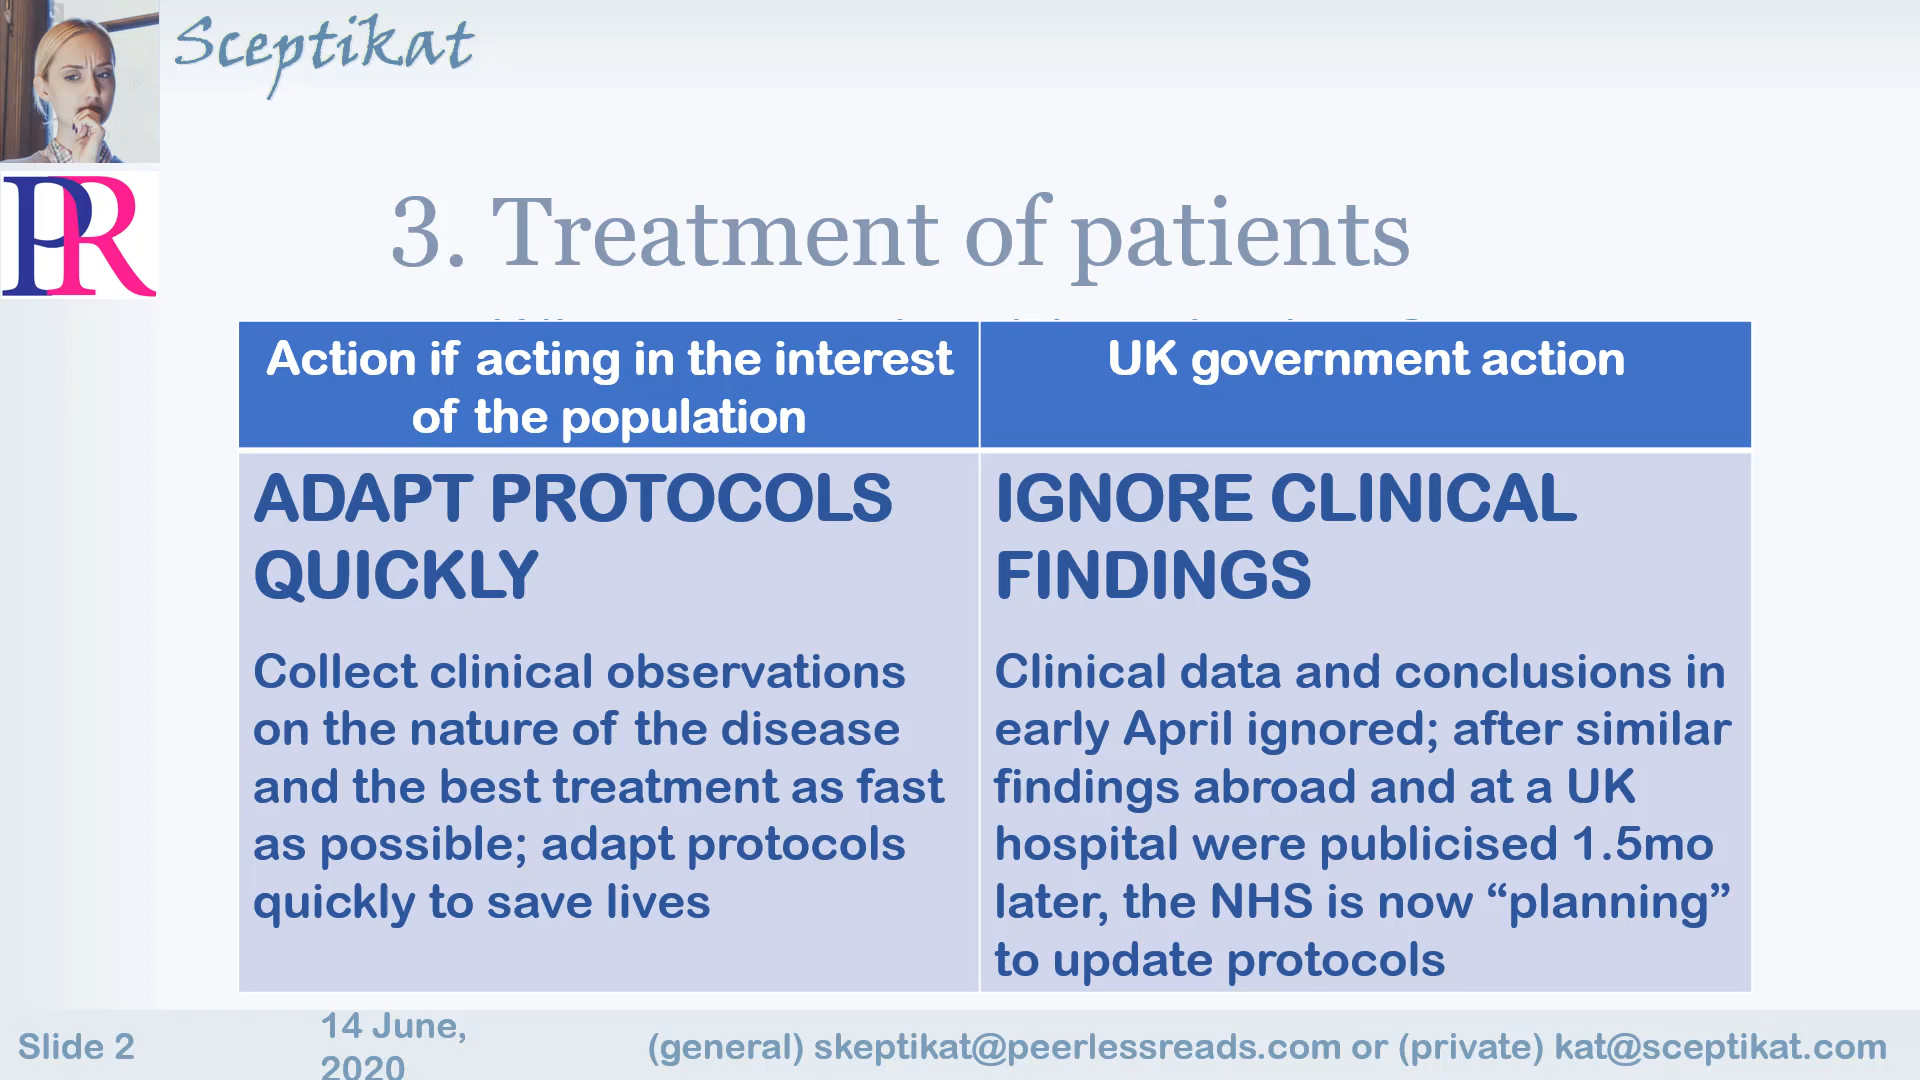 Sceptikat
PR
3. Treatment of patients
Action if acting in the interest
of the population
UK government action
ADAPT PROTOCOLS
QUICKLY
Collect clinical observations
on the nature of the disease
and the best treatment as fast
as possible; adapt protocols
quickly to save lives
IGNORE CLINICAL
FINDINGS
Clinical data and conclusions in
early April ignored; after similar
findings abroad and at a UK
hospital were publicised 1.5mo
later, the NHS is now “planning”
to update protocols
Slide 2
14 June,
2020
(general) skeptikat@peerlessreads.com or (private) kat@sceptikat.com